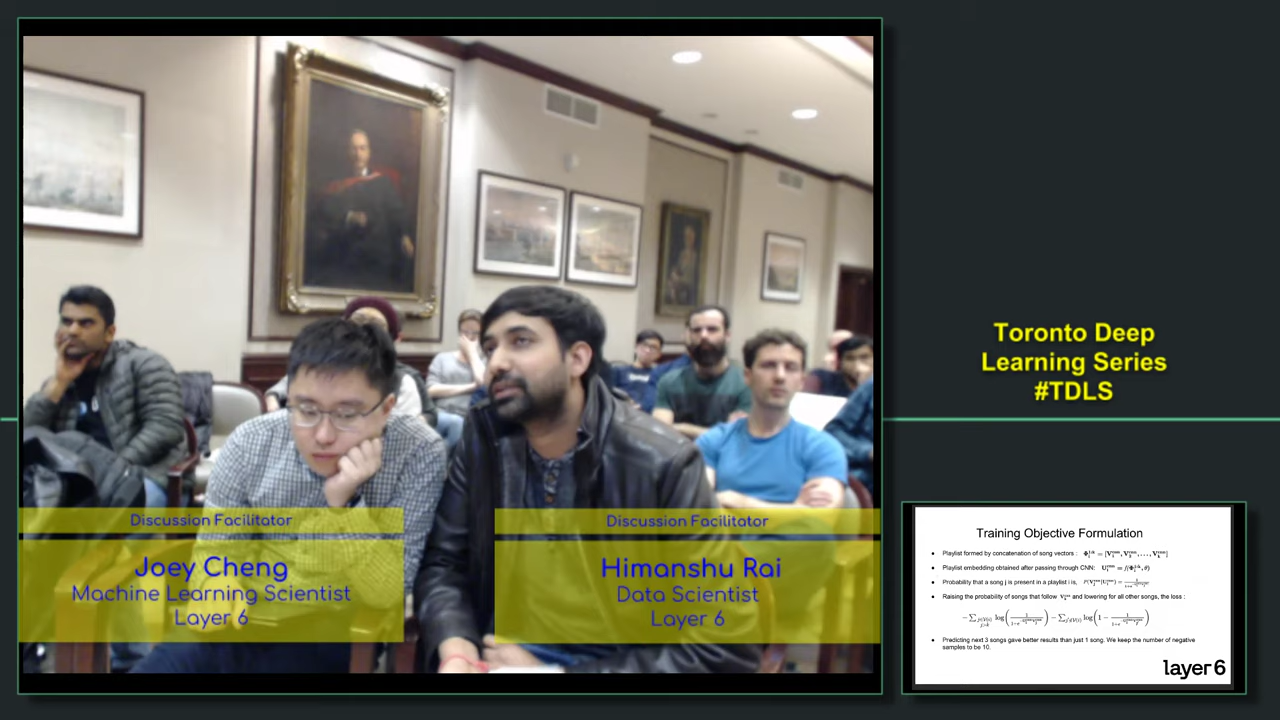 Discussion Facilitator
Joey Cheng
Machine Learning Scientist
Layer 6
Discussion Facilitator
Himanshu Rai
Data Scientist
Layer 6
Toronto Deep
Learning Series
#TDLS
Training Objective Formulation
Playlist formed by concatenation of song vectors :
Playlist embedding obtained after passing through CNN:
Probability that a song j is present in a playlist i is,
Raising the probability of songs that follow and lowering for all other songs, the loss :
Predicting next 3 songs gave better results than just 1 song. We keep the number of negative
samples to be 10.
layer 6